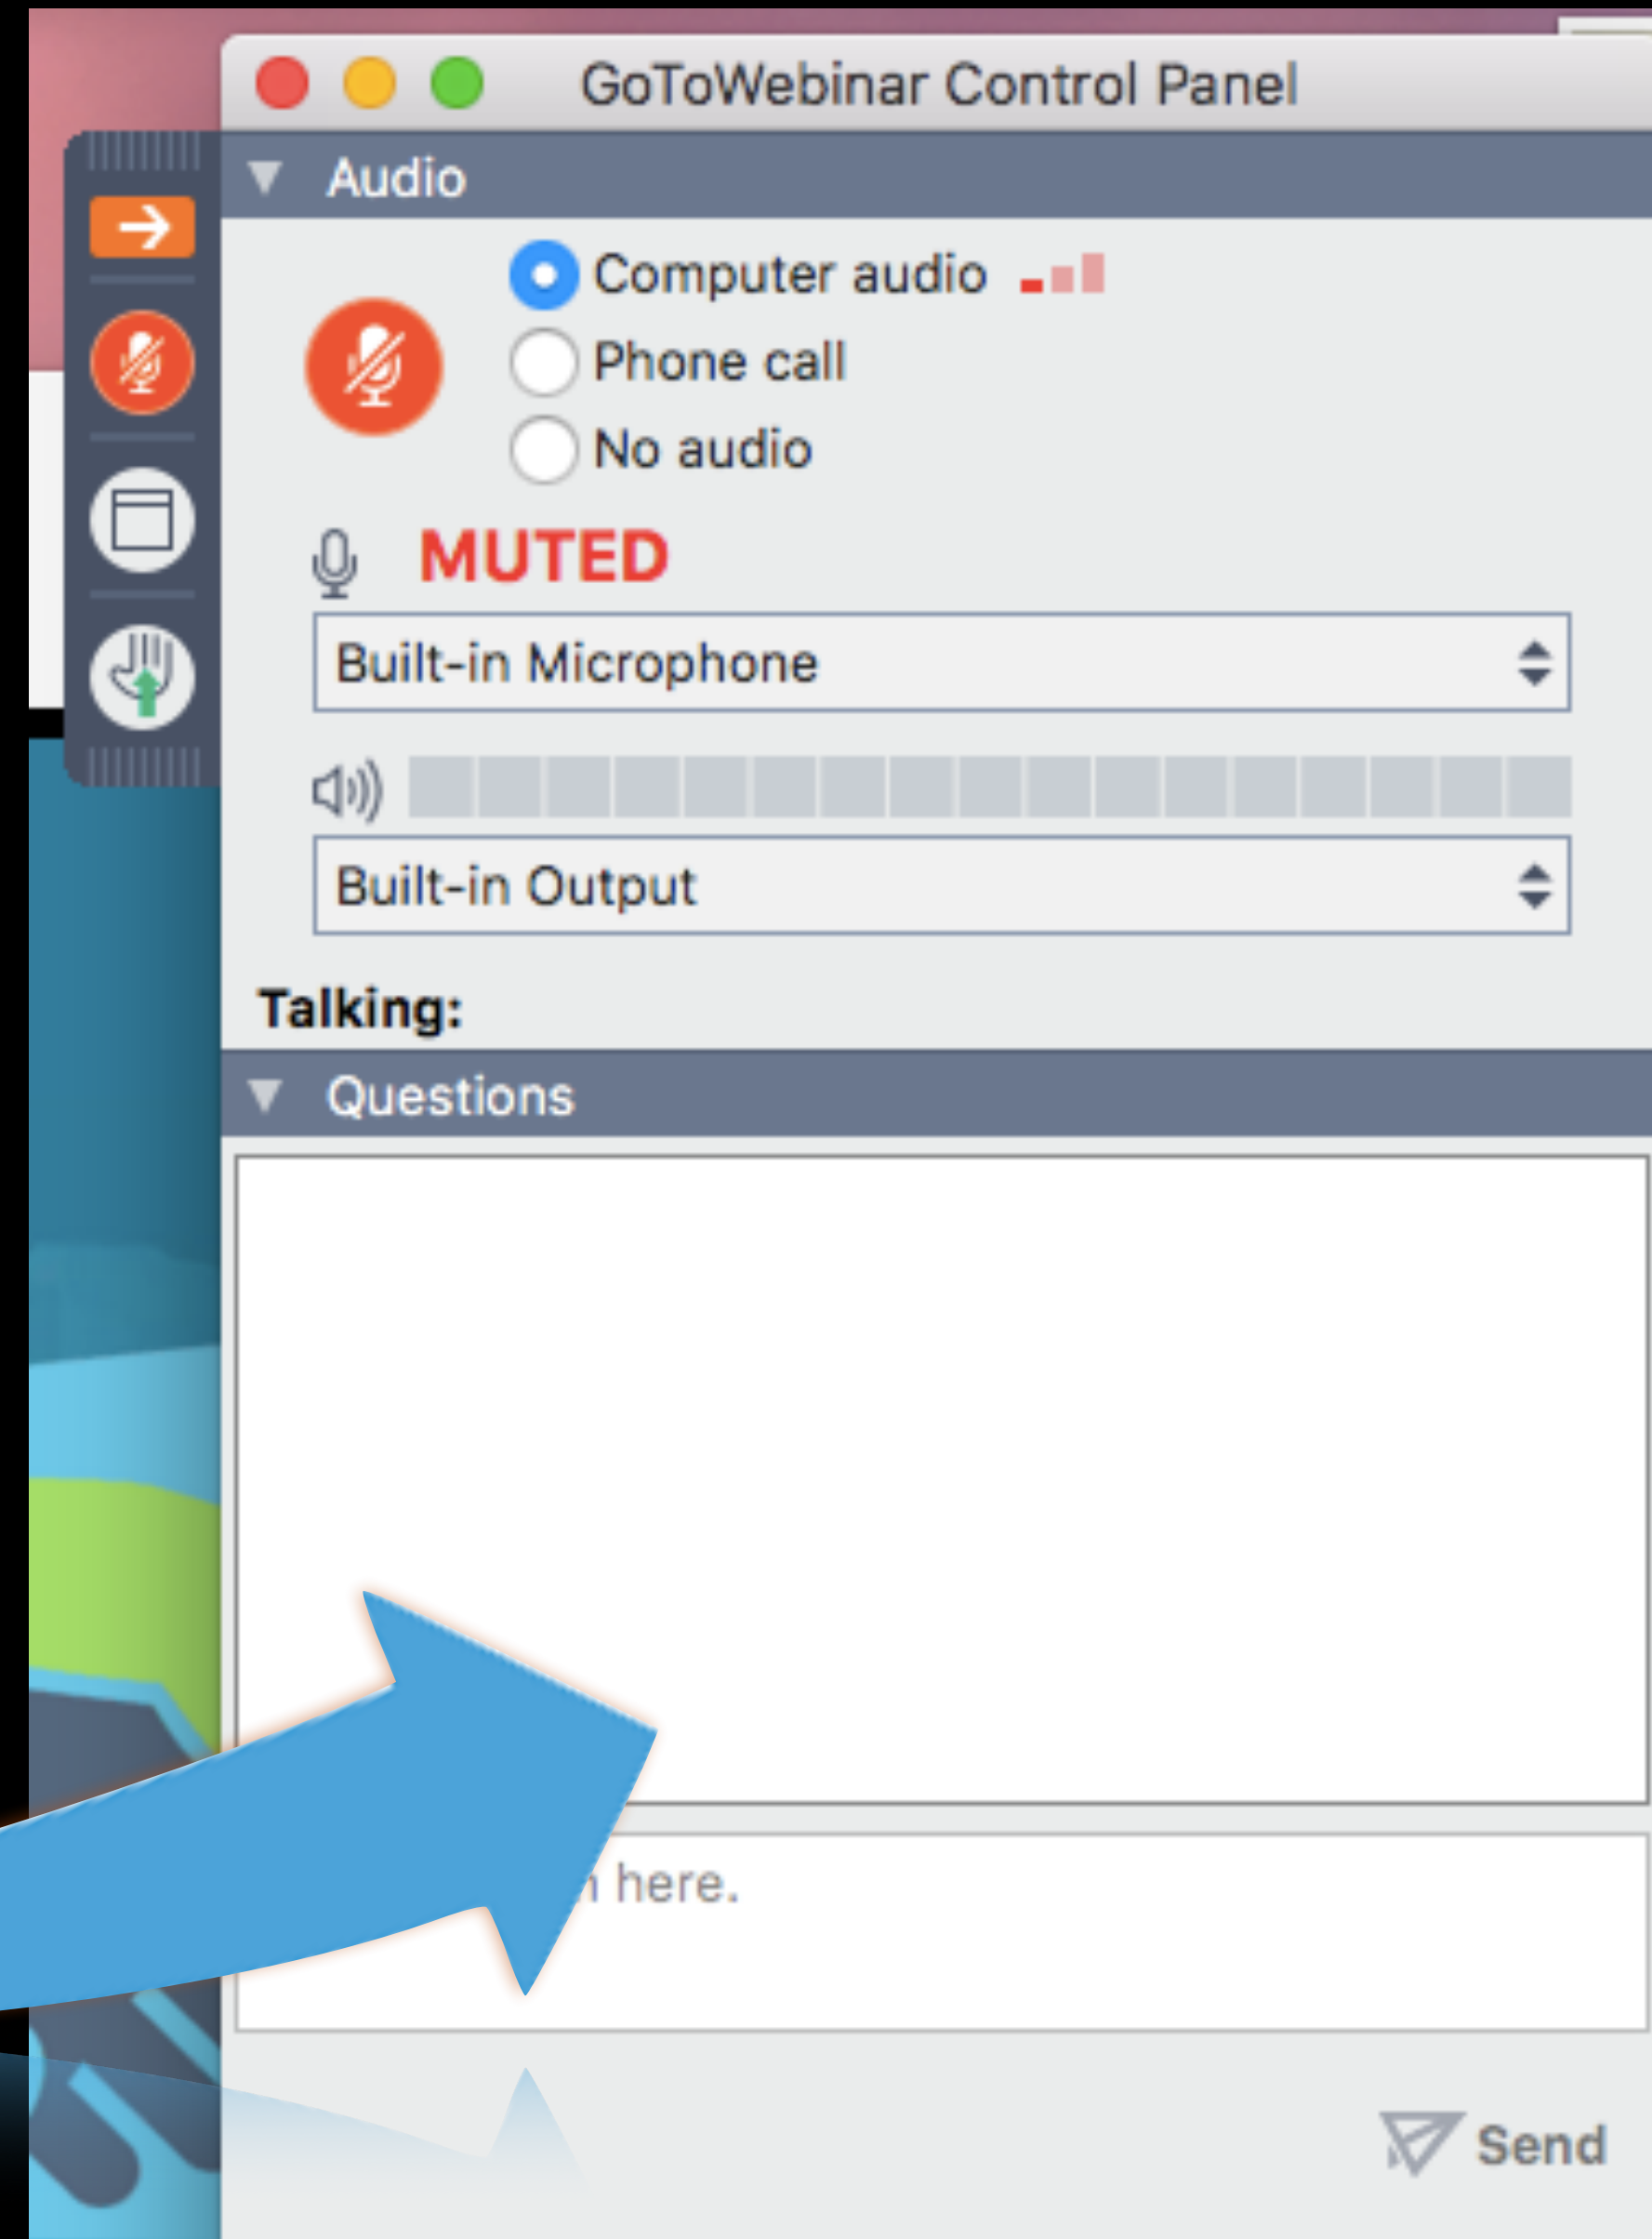 GoToWebinar Control Panel
Audio
Computer audio
Phone call
No audio
MUTED
Built-in Microphone
Built-in Output
Talking:
Questions
here.
Send